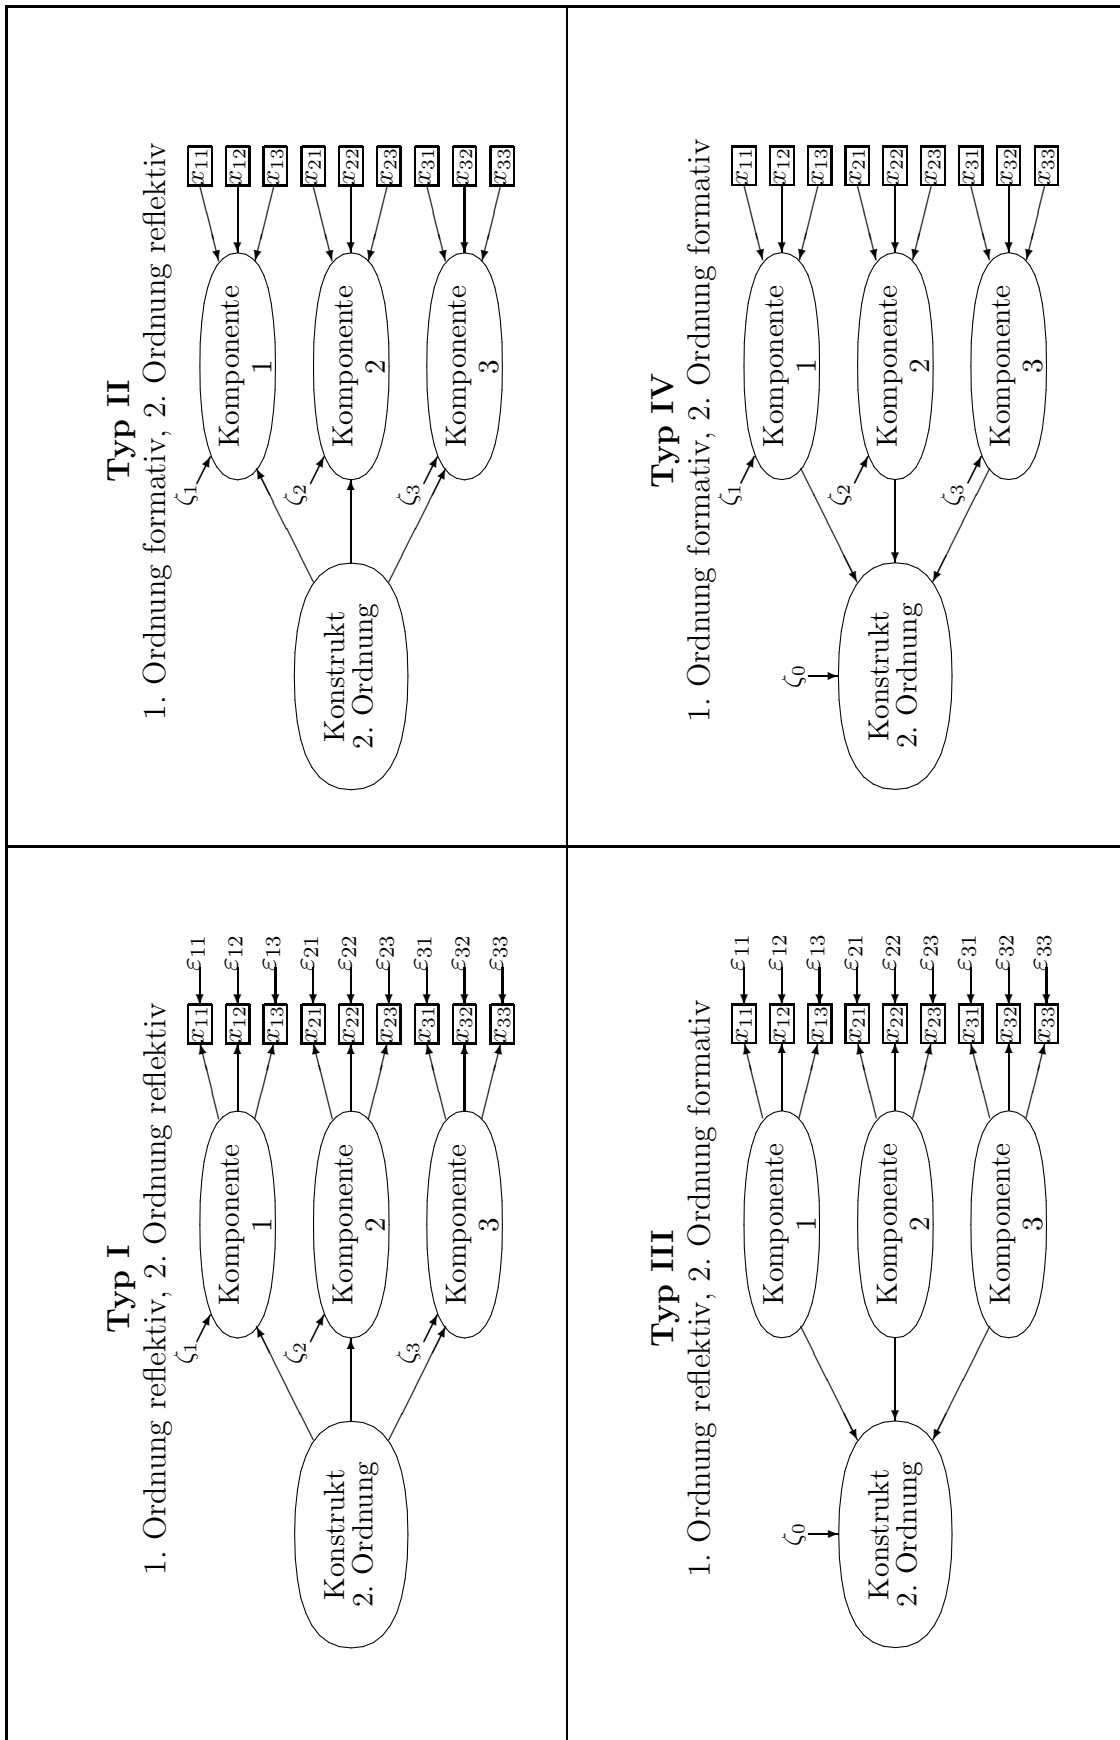 Typ I
1. Ordnung reflektiv, 2. Ordnung reflektiv
ζ1
ζ2
ζ3
Konstrukt
2. Ordnung
Komponente
1
Komponente
2
Komponente
3
x11
x12
x13
x21
x22
x23
x31
x32
x33
ε11
ε12
ε13
ε21
ε22
ε23
ε31
ε32
ε33
Typ II
1. Ordnung formativ, 2. Ordnung reflektiv
ζ1
ζ2
ζ3
Konstrukt
2. Ordnung
Komponente
1
Komponente
2
Komponente
3
x11
x12
x13
x21
x22
x23
x31
x32
x33
Typ III
1. Ordnung reflektiv, 2. Ordnung formativ
ζ0
Konstrukt
2. Ordnung
Komponente
1
Komponente
2
Komponente
3
x11
x12
x13
x21
x22
x23
x31
x32
x33
ε11
ε12
ε13
ε21
ε22
ε23
ε31
ε32
ε33
Typ IV
1. Ordnung formativ, 2. Ordnung formativ
ζ0
ζ1
ζ2
ζ3
Konstrukt
2. Ordnung
Komponente
1
Komponente
2
Komponente
3
x11
x12
x13
x21
x22
x23
x31
x32
x33